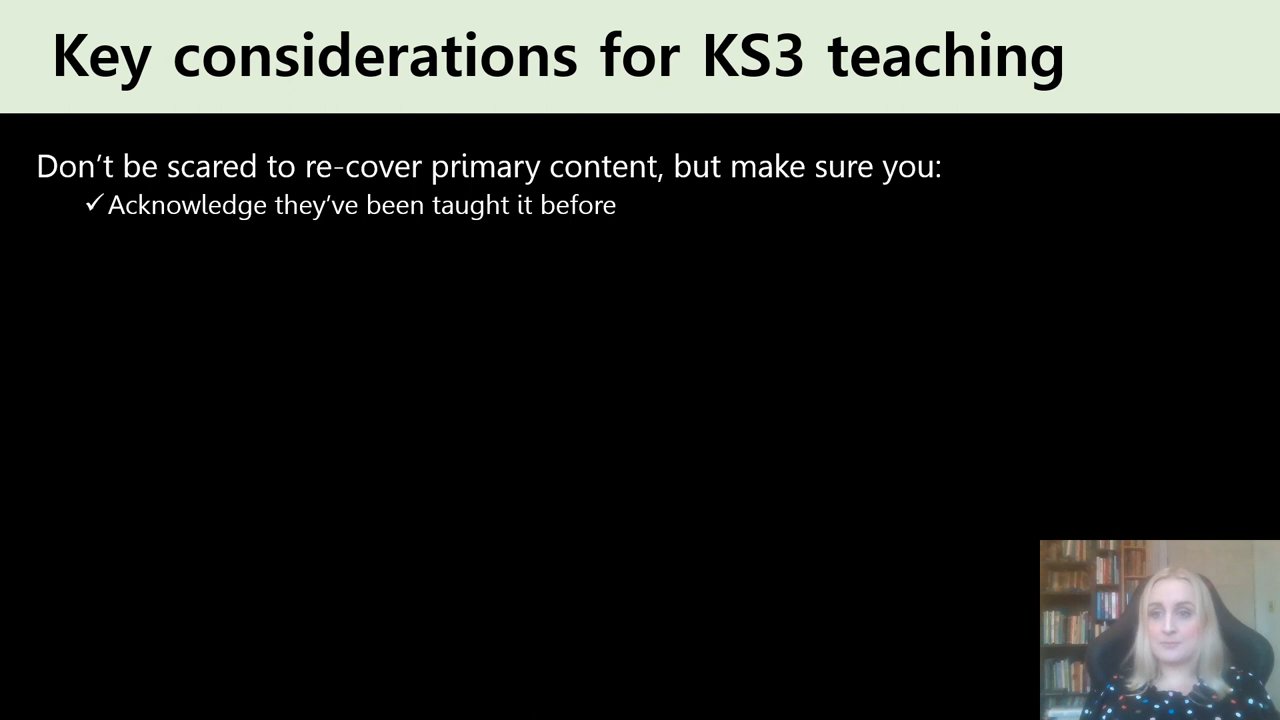 Key considerations for KS3 teaching
Don’t be scared to re-cover primary content, but make sure you:
✓Acknowledge they’ve been taught it before